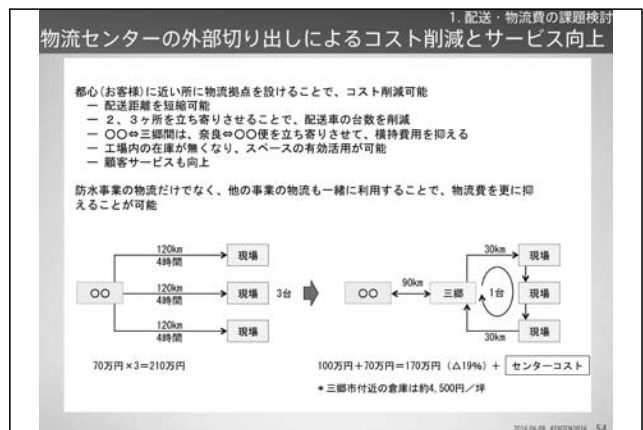 1. 配送・物流費の課題検討
物流センターの外部切り出しによるコスト削減とサービス向上
都心(お客様)に近い所に物流拠点を設けることで、コスト削減可能
― 配送距離を短縮可能
― 2、3ヶ所を立ち寄りさせることで、配送車の台数を削減
― 〇〇⇔三郷間は、奈良⇔〇〇便を立ち寄りさせて、横持費用を抑える
― 工場内の在庫が無くなり、スペースの有効活用が可能
― 顧客サービスも向上
防水事業の物流だけでなく、他の事業の物流も一緒に利用することで、物流費を更に抑
えることが可能
120km
4時間
現場
〇〇
120km
4時間
現場
3台
120km
4時間
現場
70万円×3=210万円
〇〇
90km
三郷
30km
現場
1台
現場
30km
現場
100万円+70万円=170万円(△19%)+ センターコスト
*三郷市付近の倉庫は約4,500円/坪
54